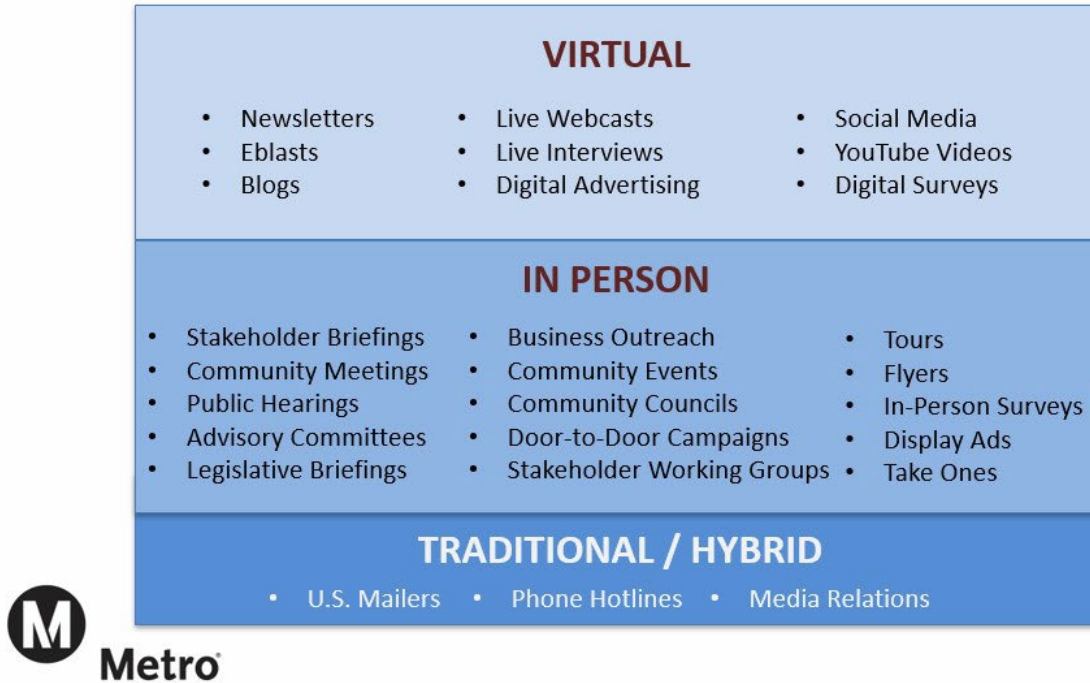 VIRTUAL
• Newsletters
• Eblasts
• Blogs
• Live Webcasts
• Live Interviews
• Digital Advertising
• Social Media
• YouTube Videos
• Digital Surveys
IN PERSON
• Stakeholder Briefings
• Community Meetings
• Public Hearings
• Advisory Committees
• Legislative Briefings
• Business Outreach
• Community Events
• Community Councils
• Door-to-Door Campaigns
• Stakeholder Working Groups
• Tours
• Flyers
• In-Person Surveys
• Display Ads
• Take Ones
TRADITIONAL / HYBRID
• U.S. Mailers • Phone Hotlines • Media Relations
M
Metro